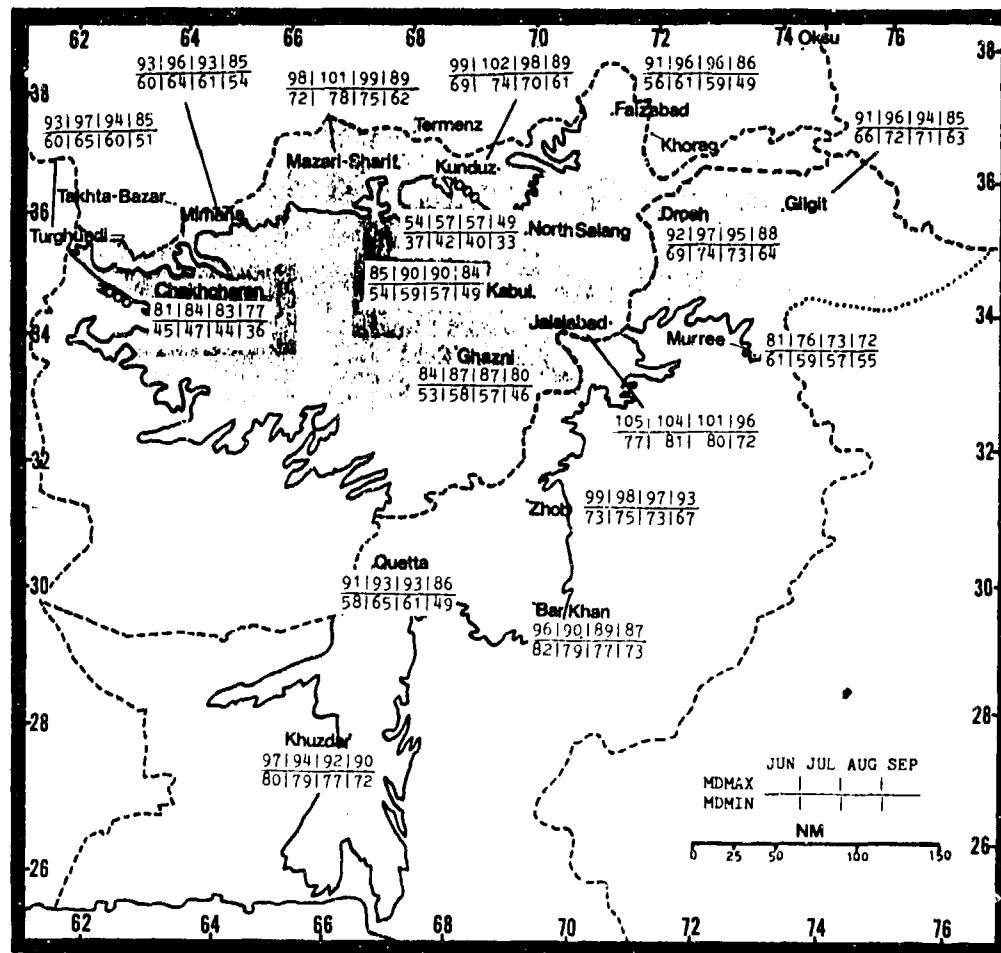 62 64 66 68 70 72 74 76
Oksu
93|96|93|85
60|64|61|54
98|101|99|89
72| 78|75|62
99|102|98|89
69| 74|70|61
91|96|96|86
56|61|59|49
38 38
93|97|94|85
60|65|60|51
Faizabad
91|96|94|85
66|72|71|63
Termenz
Khorag
Mazari-Sharif
Kunduz
Takhta-Bazar
36 36
Gilgit
Drosh
92|97|95|88
69|74|73|64
54|57|57|49
37|42|40|33
North Salang
Turghundi
85|90|90|84
54|59|57|49
Kabul
Chakhcharan
81|84|83|77
45|47|44|36
34 34
Jalalabad
Murree
81|76|73|72
61|59|57|55
Ghazni
84|87|87|80
53|58|57|46
105|104|101|96
77| 81| 80|72
32 32
Zhob
99|98|97|93
73|75|73|67
Quetta
91|93|93|86
58|65|61|49
30 30
Bar Khan
96|90|89|87
82|79|77|73
28 28
Khuzdar
97|94|92|90
80|79|77|72
JUN JUL AUG SEP
MDMAX
MDMIN
NM
0 25 50 100 150
26 26
62 64 66 68 70 72 74 76